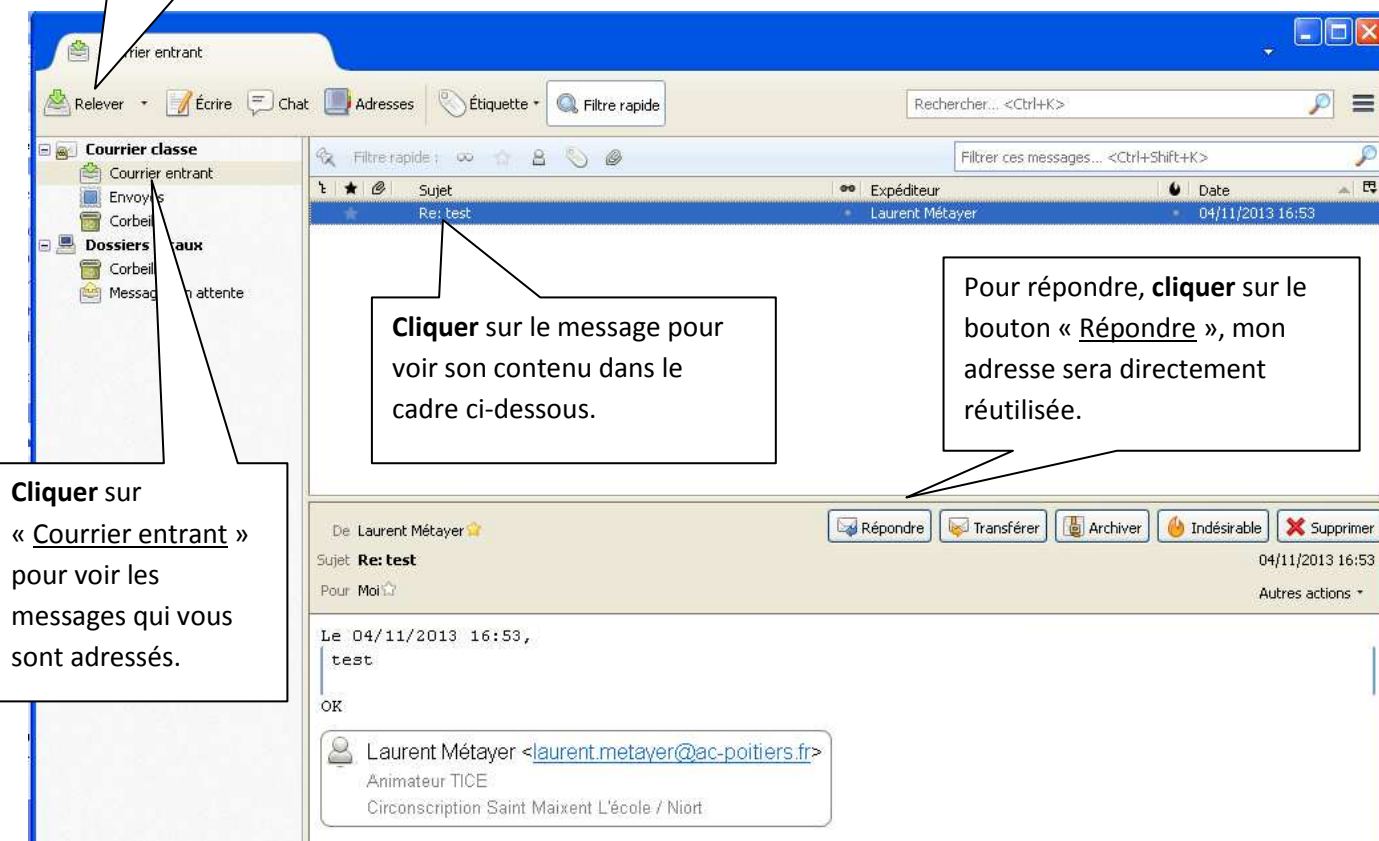 rrier entrant
Relever
Écrire
Chat
Adresses
Étiquette
Filtre rapide
Rechercher... <Ctrl+K>
Courrier classe
Courrier entrant
Envoyés
Corbeil
Dossiers aux
Corbeil
Messag n attente
Filtre rapide :
Filtrer ces messages... <Ctrl+Shift+K>
Sujet
Expéditeur
Date
Re: test
Laurent Métayer
04/11/2013 16:53
Cliquer sur le message pour
voir son contenu dans le
cadre ci-dessous.
Pour répondre, cliquer sur le
bouton « Répondre », mon
adresse sera directement
réutilisée.
Cliquer sur
« Courrier entrant »
pour voir les
messages qui vous
sont adressés.
De Laurent Métayer
Répondre
Transférer
Archiver
Indésirable
Supprimer
Sujet Re: test
04/11/2013 16:53
Pour Moi
Autres actions
Le 04/11/2013 16:53,
test
OK
Laurent Métayer <laurent.metayer@ac-poitiers.fr>
Animateur TICE
Circonscription Saint Maixent L'école / Niort